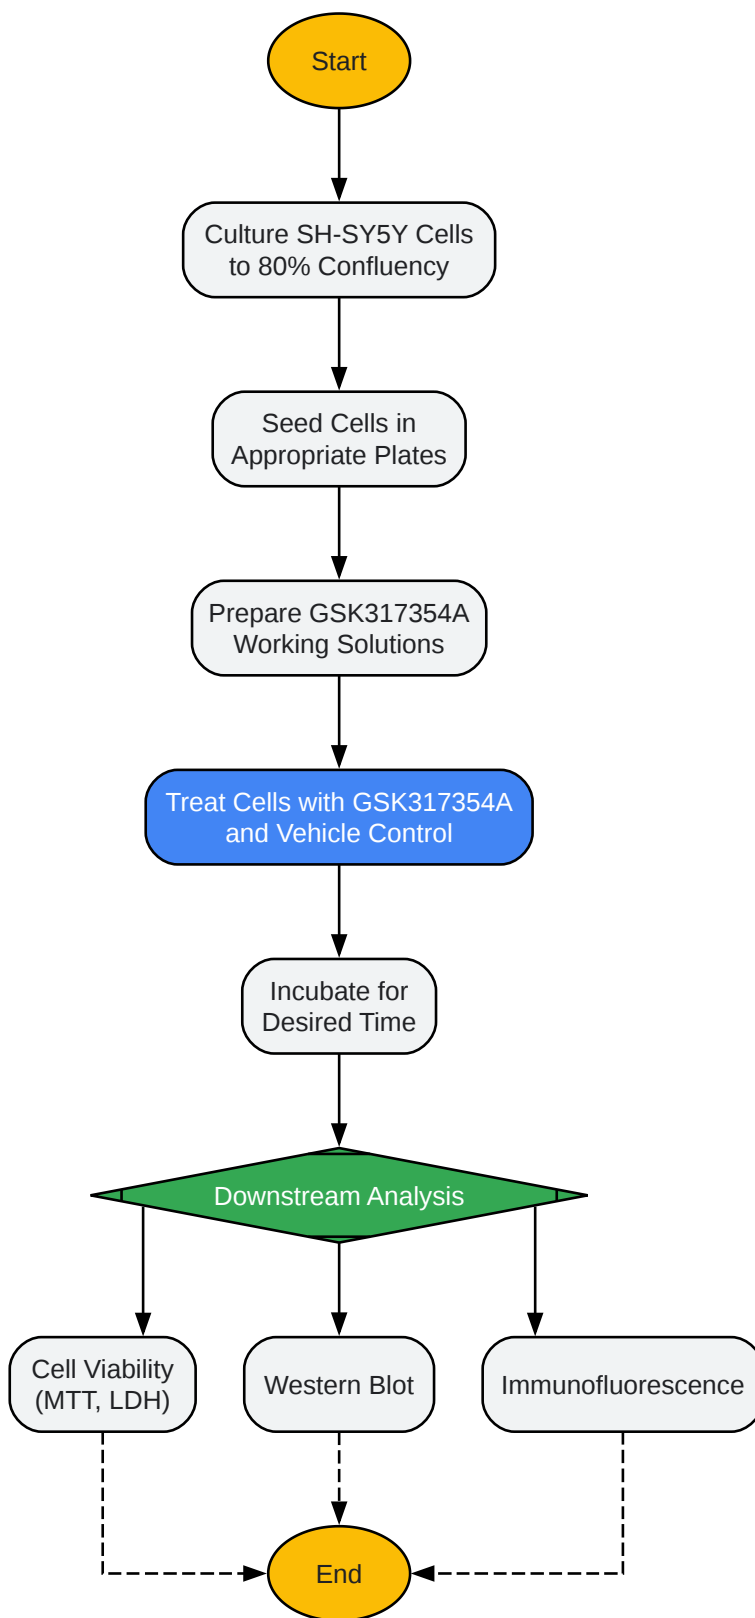 Start
Culture SH-SY5Y Cells
to 80% Confluency
Seed Cells in
Appropriate Plates
Prepare GSK317354A
Working Solutions
Treat Cells with GSK317354A
and Vehicle Control
Incubate for
Desired Time
Downstream Analysis
Cell Viability
(MTT, LDH)
Western Blot
Immunofluorescence
End